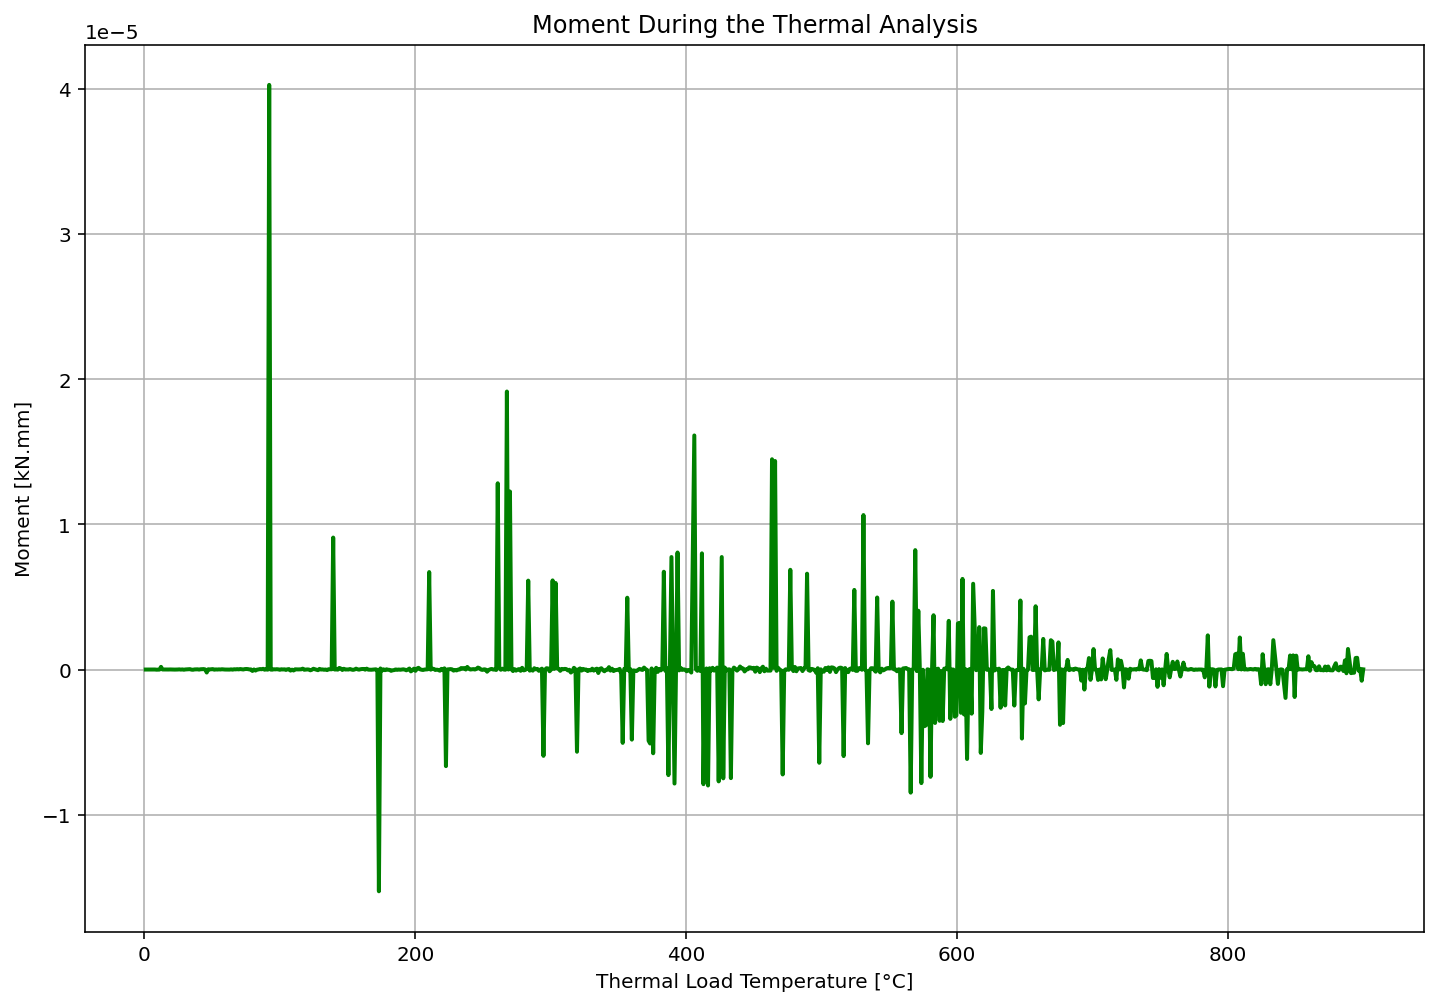 Moment During the Thermal Analysis
1e−5
4
3
2
1
0
−1
Moment [kN.mm]
0 200 400 600 800
Thermal Load Temperature [°C]